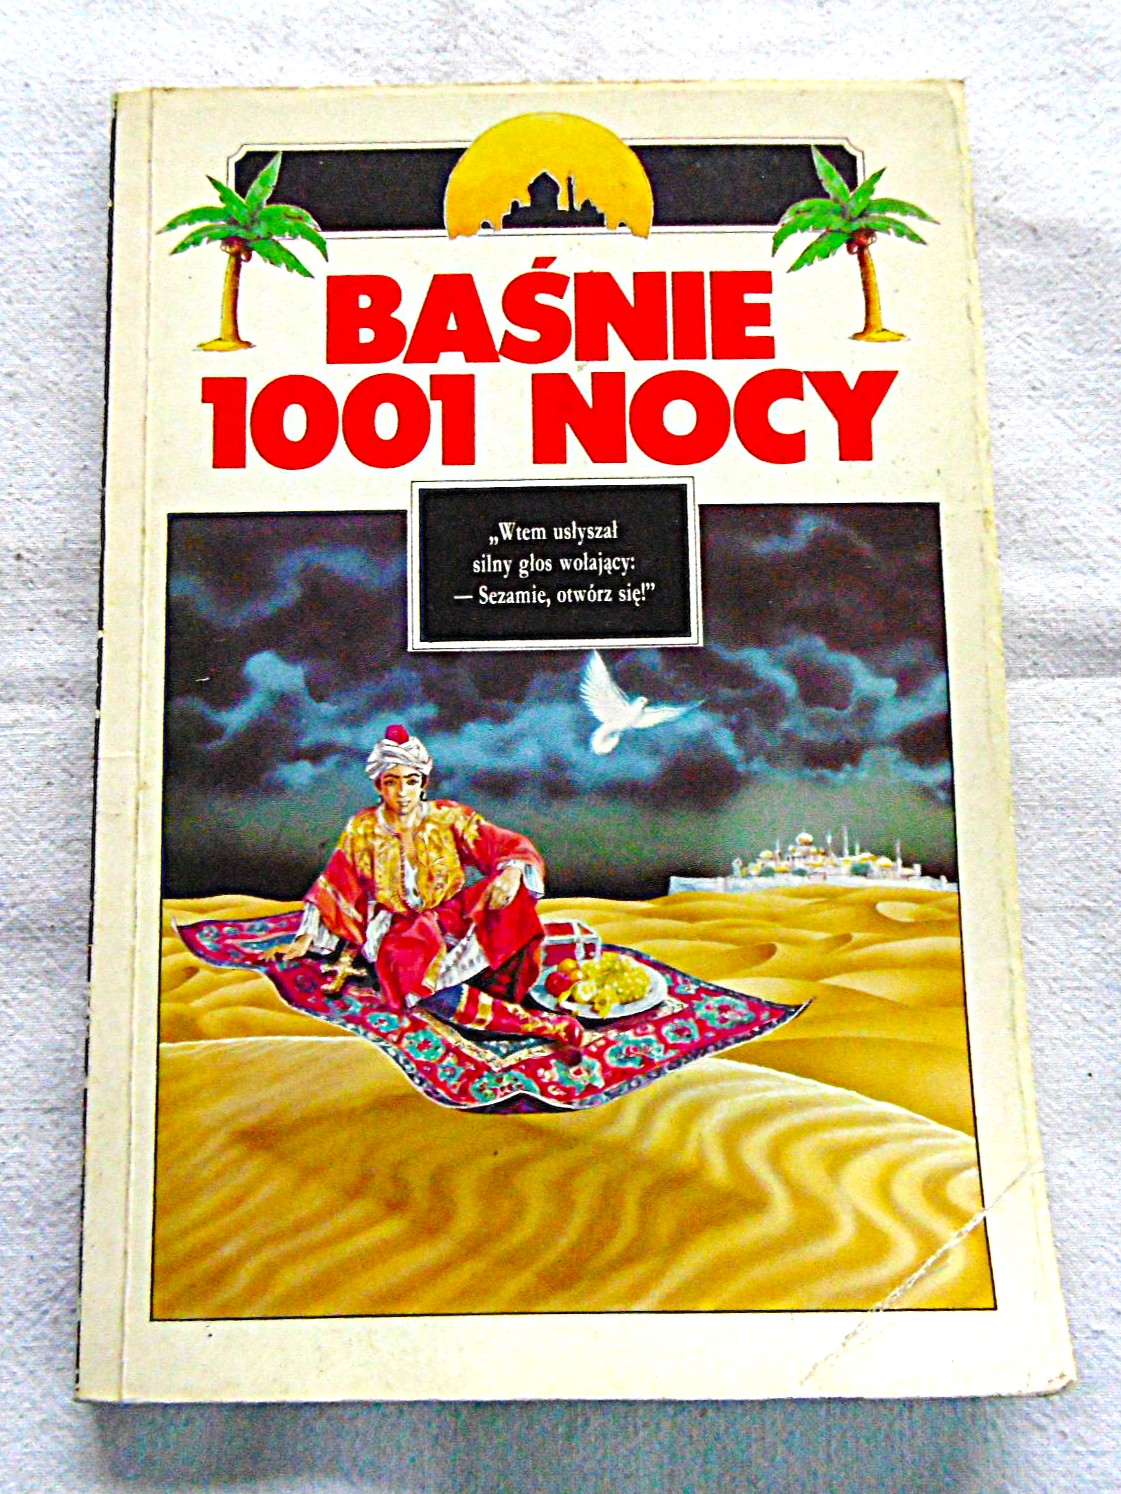 BAŚNIE
1001 NOCY
„Wtem usłyszał
silny głos wołający:
— Sezamie, otwórz się!”